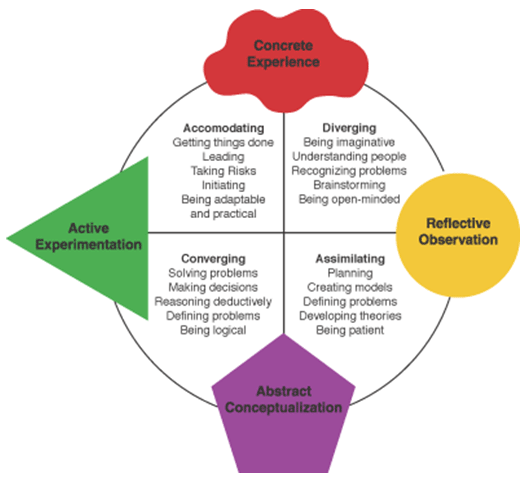 Concrete
Experience
Accomodating
Getting things done
Leading
Taking Risks
Initiating
Being adaptable
and practical
Diverging
Being imaginative
Understanding people
Recognizing problems
Brainstorming
Being open-minded
Active
Experimentation
Reflective
Observation
Converging
Solving problems
Making decisions
Reasoning deductively
Defining problems
Being logical
Assimilating
Planning
Creating models
Defining problems
Developing theories
Being patient
Abstract
Conceptualization